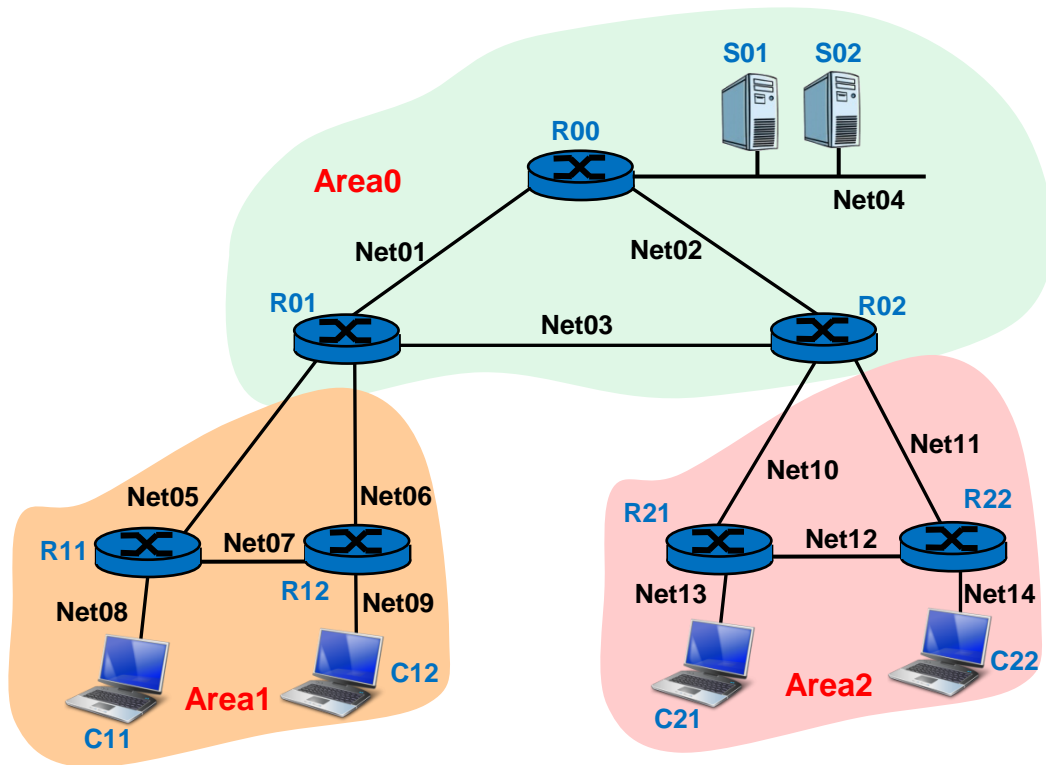 S01
S02
R00
Area0
Net04
Net01
Net02
R01
R02
Net03
Net05
Net06
Net10
Net11
R11
Net07
R12
R21
Net12
R22
Net08
Net09
Net13
Net14
C11
Area1
C12
C21
Area2
C22